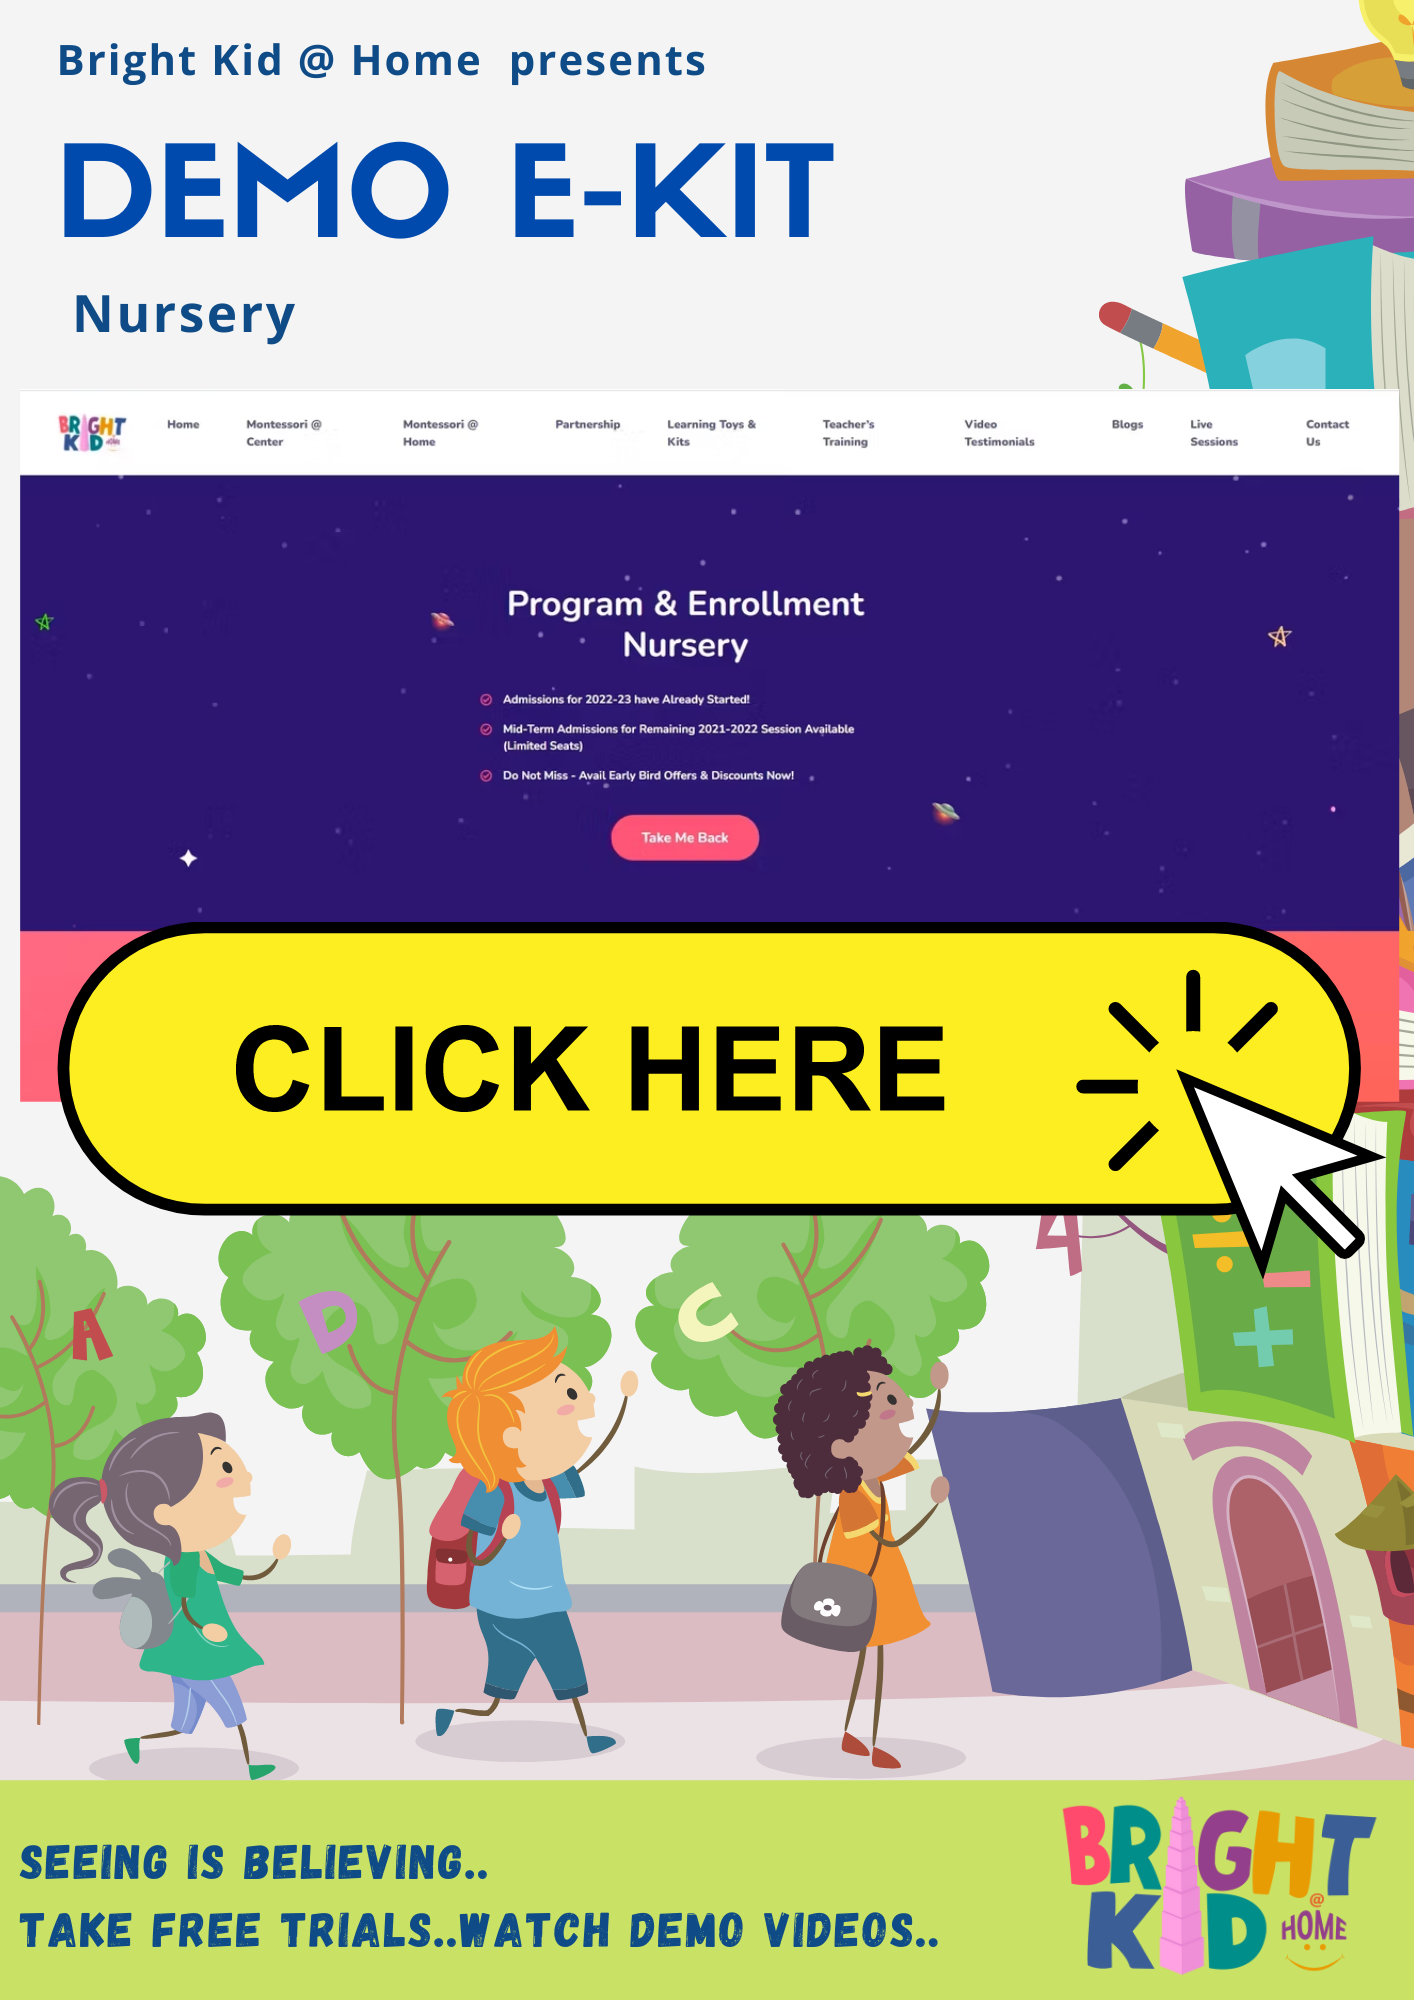 Bright Kid @ Home presents
DEMO E-KIT
Nursery
BRIGHT
KID @ HOME
Home
Montessori @
Center
Montessori @
Home
Partnership
Learning Toys &
Kits
Teacher's
Training
Video
Testimonials
Blogs
Live
Sessions
Contact
Us
Program & Enrollment
Nursery
Admissions for 2022-23 have Already Started!
Mid-Term Admissions for Remaining 2021-2022 Session Available
(Limited Seats)
Do Not Miss - Avail Early Bird Offers & Discounts Now!
Take Me Back
CLICK HERE
A
D
C
A
SEEING IS BELIEVING..
TAKE FREE TRIALS..WATCH DEMO VIDEOS..
BRIGHT
KID
@
HOME